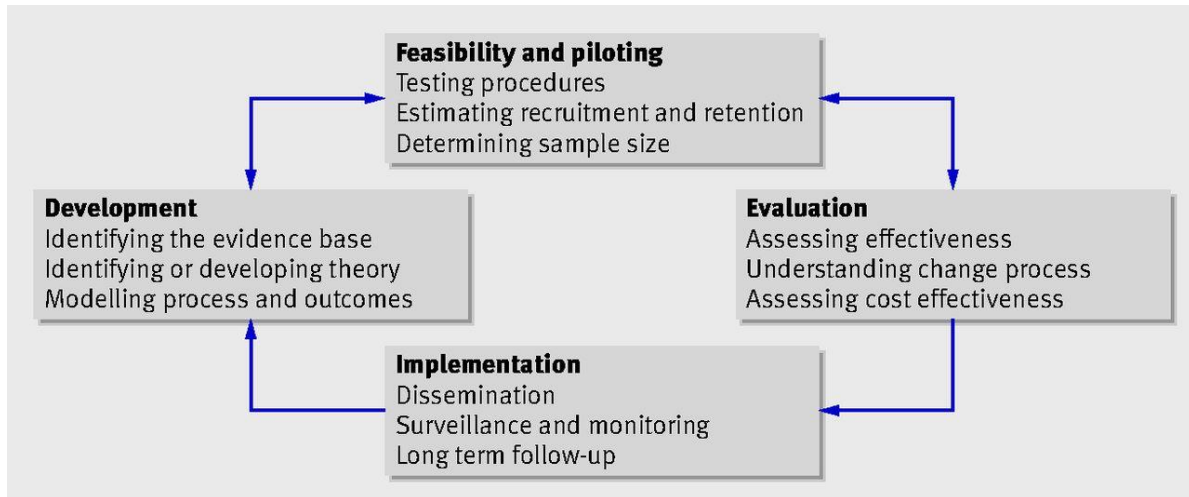 Feasibility and piloting
Testing procedures
Estimating recruitment and retention
Determining sample size
Development
Identifying the evidence base
Identifying or developing theory
Modelling process and outcomes
Evaluation
Assessing effectiveness
Understanding change process
Assessing cost effectiveness
Implementation
Dissemination
Surveillance and monitoring
Long term follow-up